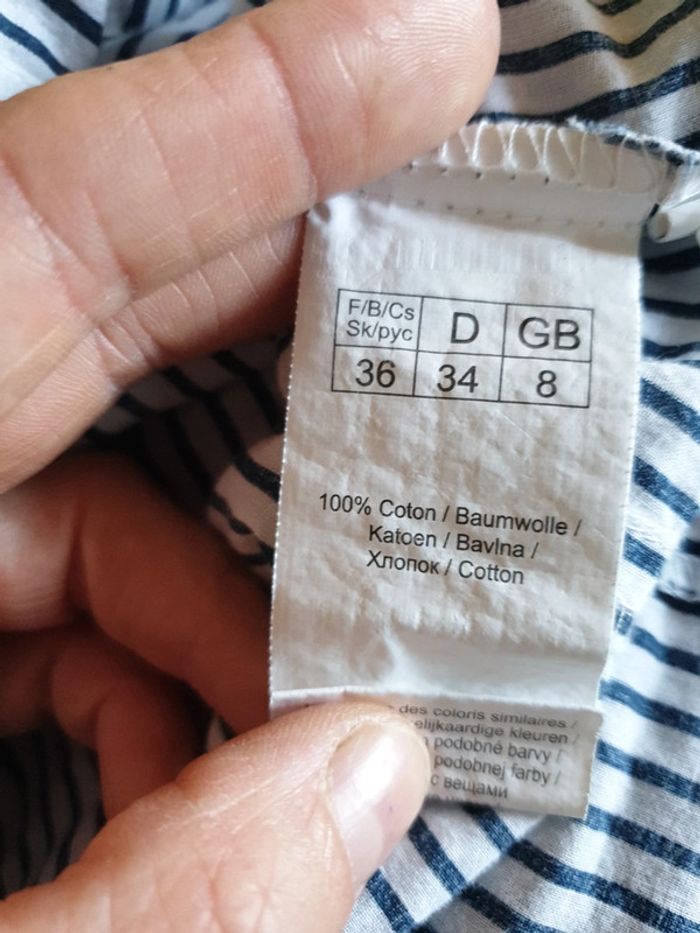 F/B/Cs
Sk/рус
D
GB
36
34
8
100% Coton / Baumwolle /
Katoen / Bavlna /
Хлопок / Cotton
des coloris similaires /
kleuren /
podobné barvy /
podobnej farby /
с вещами